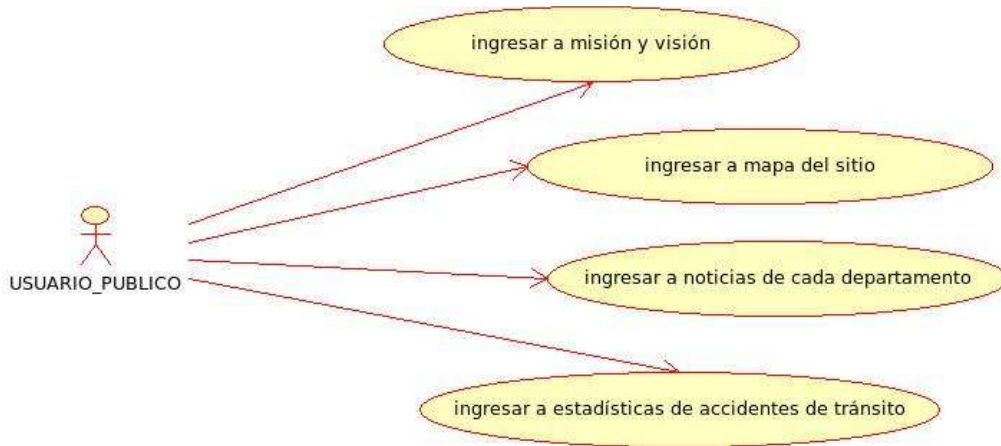 ingresar a misión y visión
ingresar a mapa del sitio
USUARIO_PUBLICO
ingresar a noticias de cada departamento
ingresar a estadísticas de accidentes de tránsito